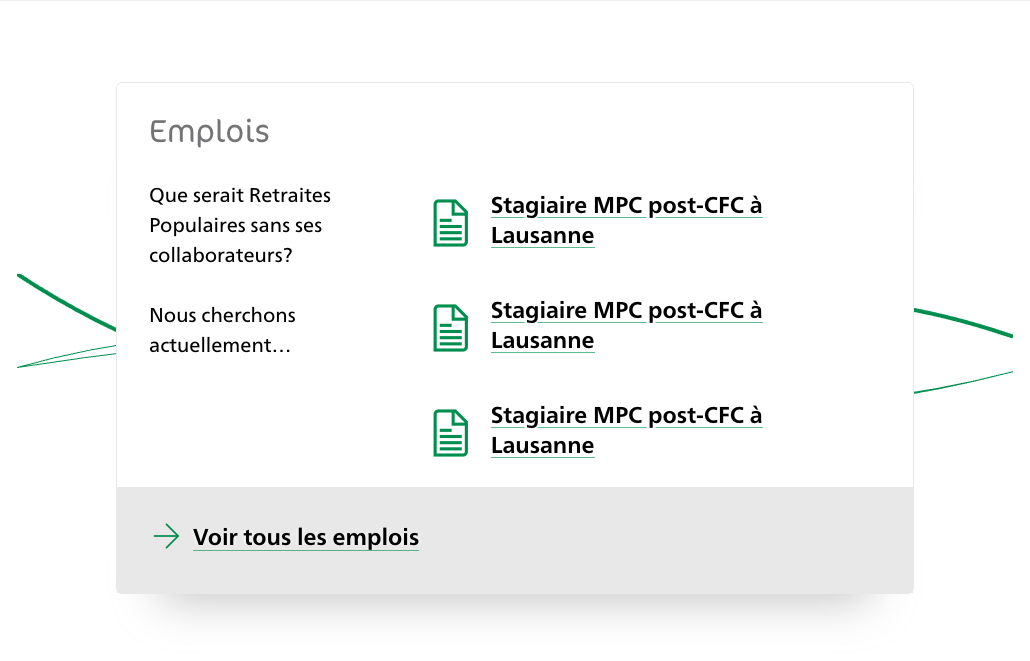 Emplois
Que serait Retraites
Populaires sans ses
collaborateurs?
Nous cherchons
actuellement…
Stagiaire MPC post-CFC à
Lausanne
Stagiaire MPC post-CFC à
Lausanne
Stagiaire MPC post-CFC à
Lausanne
Voir tous les emplois